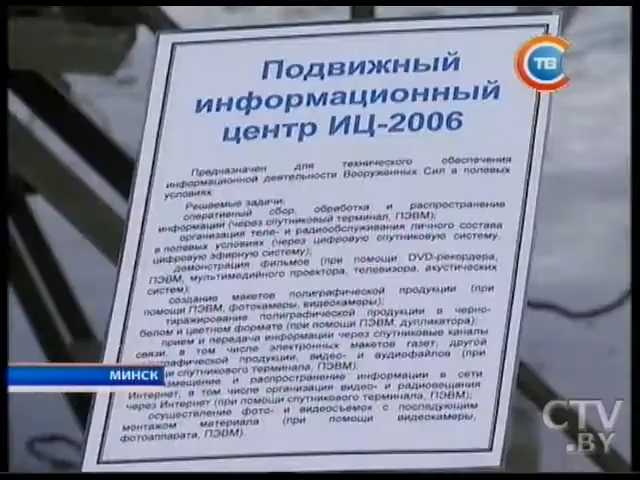 СТВ
Подвижный
информационный
центр ИЦ-2006
Предназначен для технического обеспечения
информационной деятельности Вооруженных Сил в полевых
условиях
Решаемые задачи:
оперативный сбор, обработка и распространение
информации (через спутниковый терминал, ПЭВМ);
организация теле- и радиообслуживания личного состава
в полевых условиях (через цифровую спутниковую систему,
цифровую эфирную систему);
демонстрация фильмов (при помощи DVD-рекордера,
ПЭВМ, мультимедийного проектора, телевизора, акустических
систем);
создание макетов полиграфической продукции (при
помощи ПЭВМ, фотокамеры, видеокамеры);
тиражирование полиграфической продукции в черно-
белом и цветном формате (при помощи ПЭВМ, дупликатора);
прием и передача информации через спутниковые каналы
связи, в том числе электронных макетов газет, другой
графической продукции, видео- и аудиофайлов (при
спутникового терминала, ПЭВМ);
мещение и распространение информации в сети
Интернет, в том числе организация видео- и радиовещания
через Интернет (при помощи спутникового терминала, ПЭВМ);
осуществление фото- и видеосъемок с последующим
монтажом материала (при помощи видеокамеры,
фотоаппарата, ПЭВМ).
МИНСК
CTV
.BY